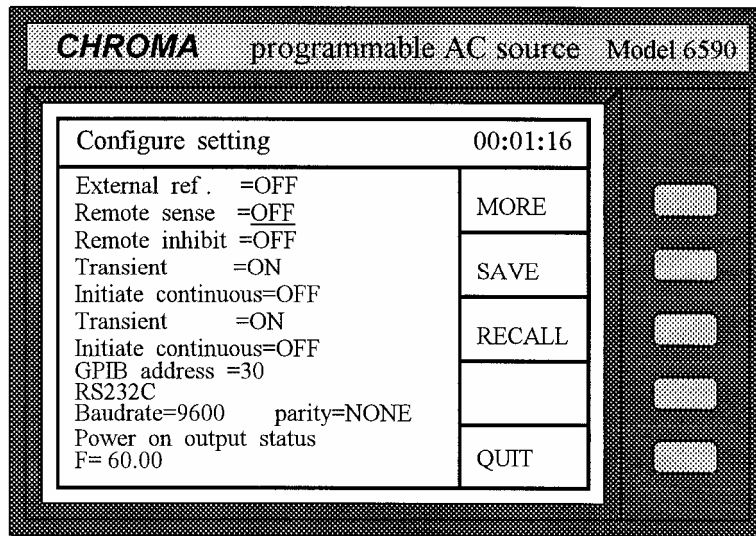 CHROMA programmable AC source Model 6590
Configure setting 00:01:16
External ref . =OFF
Remote sense =OFF
Remote inhibit =OFF
Transient =ON
Initiate continuous=OFF
Transient =ON
Initiate continuous=OFF
GPIB address =30
RS232C
Baudrate=9600 parity=NONE
Power on output status
F= 60.00
MORE
SAVE
RECALL
QUIT